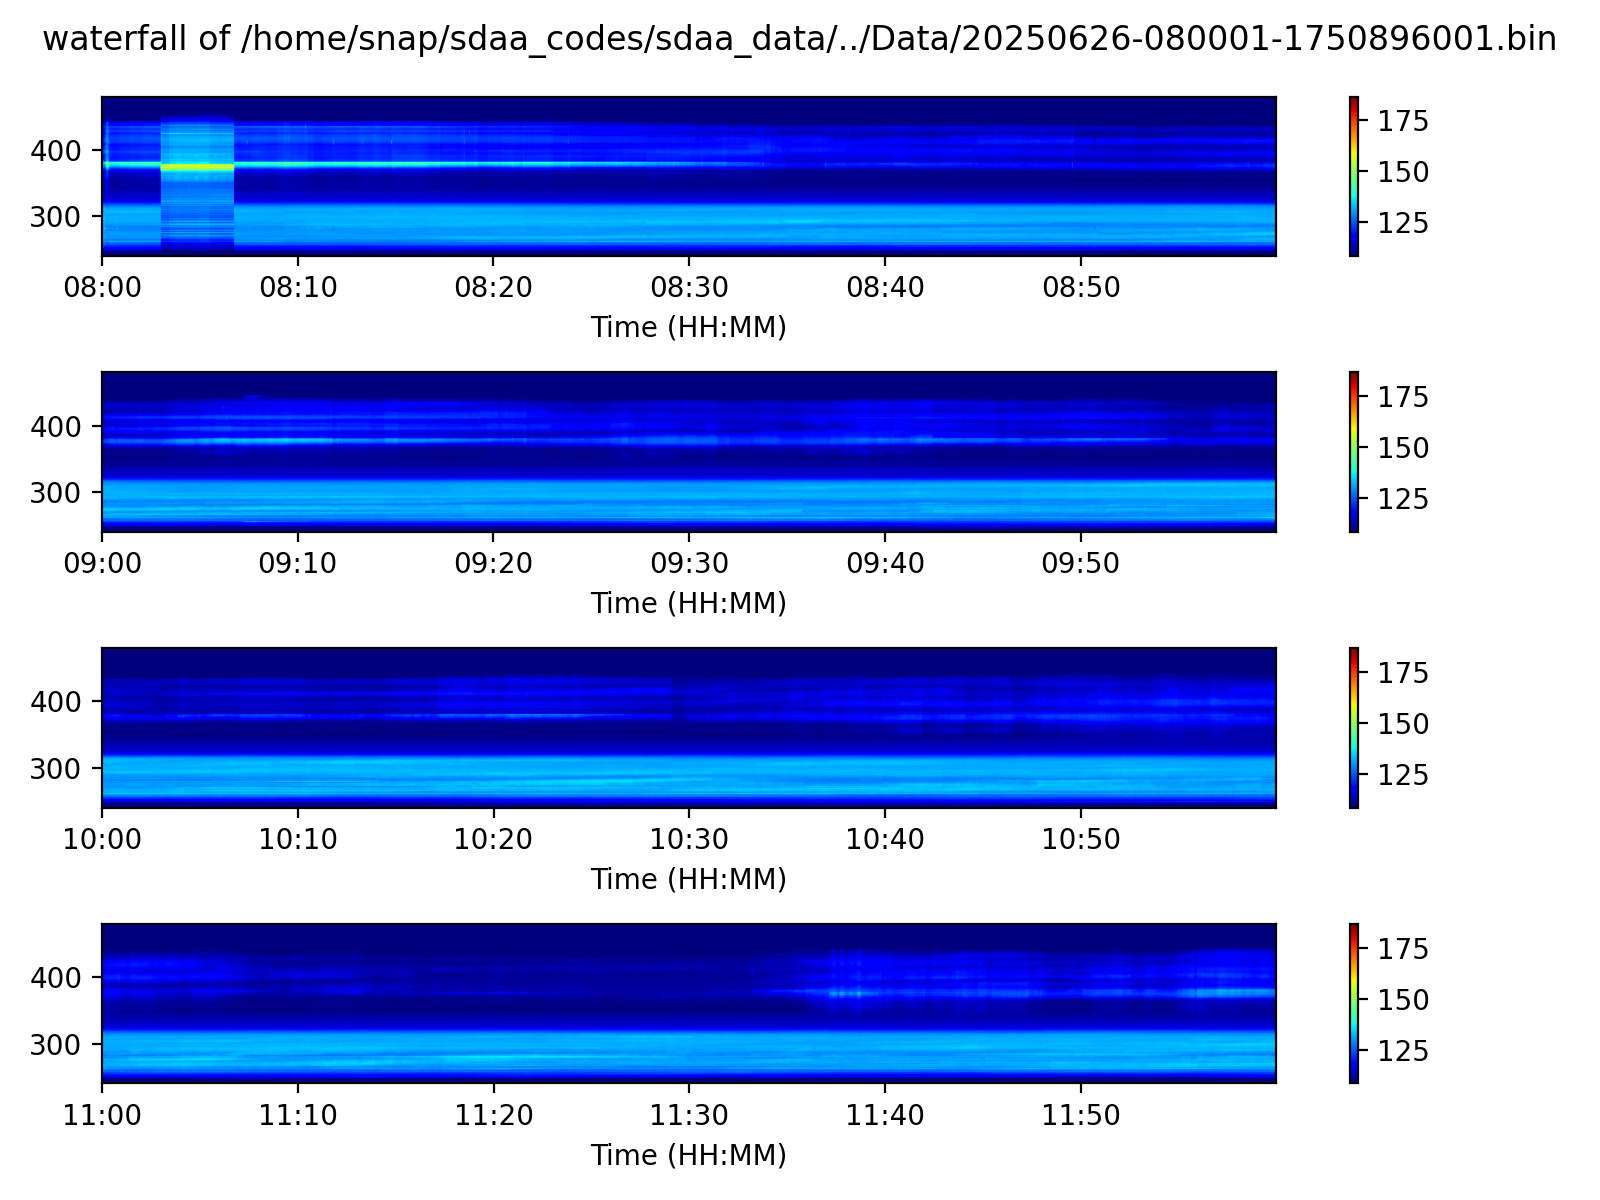 waterfall of /home/snap/sdaa_codes/sdaa_data/../Data/20250626-080001-1750896001.bin
400
300
175
150
125
08:00 08:10 08:20 08:30 08:40 08:50
Time (HH:MM)
400
300
175
150
125
09:00 09:10 09:20 09:30 09:40 09:50
Time (HH:MM)
400
300
175
150
125
10:00 10:10 10:20 10:30 10:40 10:50
Time (HH:MM)
400
300
175
150
125
11:00 11:10 11:20 11:30 11:40 11:50
Time (HH:MM)